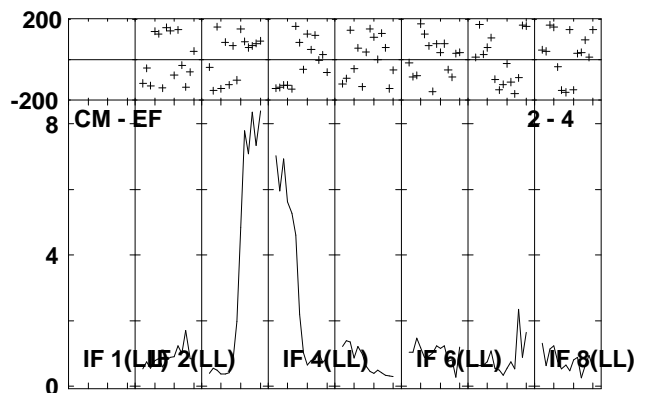 200
-200
CM - EF 2 - 4
8
4
IF 1(LL) IF 2(LL) IF 4(LL) IF 6(LL) IF 8(LL)
0